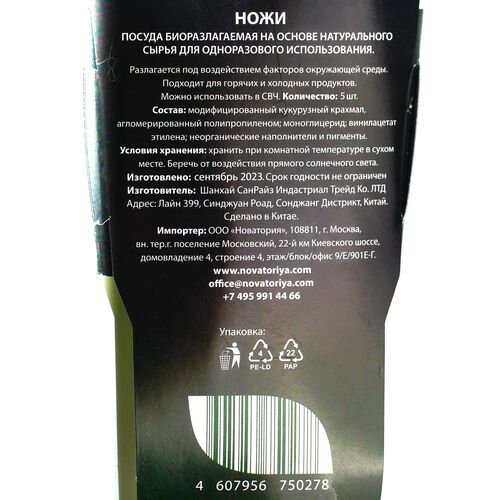 НОЖИ
ПОСУДА БИОРАЗЛАГАЕМАЯ НА ОСНОВЕ НАТУРАЛЬНОГО
СЫРЬЯ ДЛЯ ОДНОРАЗОВОГО ИСПОЛЬЗОВАНИЯ.
Разлагается под воздействием факторов окружающей среды.
Подходит для горячих и холодных продуктов.
Можно использовать в СВЧ. Количество: 5 шт.
Состав: модифицированный кукурузный крахмал,
агломерированный полипропиленом; моноглицерид; винилацетат
этилена; неорганические наполнители и пигменты.
Условия хранения: хранить при комнатной температуре в сухом
месте. Беречь от воздействия прямого солнечного света.
Изготовлено: сентябрь 2023. Срок годности не ограничен
Изготовитель: Шанхай СанРайз Индастриал Трейд Ко. ЛТД
Адрес: Лайн 399, Синджуан Роад, Сонджанг Дистрикт, Китай.
Сделано в Китае.
Импортер: ООО «Новатория», 108811, г. Москва,
вн. тер.г. поселение Московский, 22-й км Киевского шоссе,
домовладение 4, строение 4, этаж/блок/офис 9/Е/901Е-Г.
www.novatoriya.com
office@novatoriya.com
+7 495 991 44 66
Упаковка:
4 22
PE-LD PAP
4 607956 750278